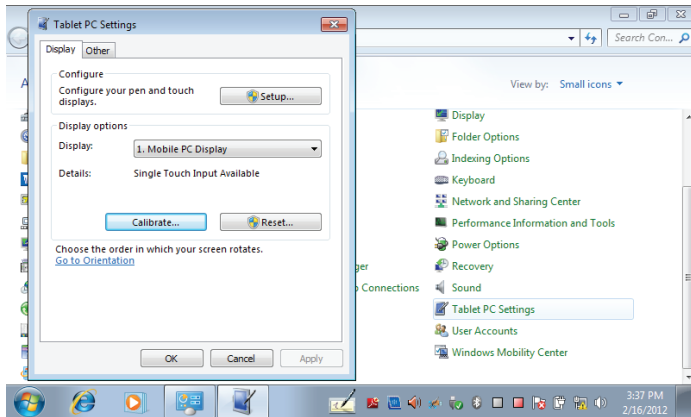 Tablet PC Settings
Search Con...
Display Other
Configure
Configure your pen and touch
displays.
Setup...
Display options
Display: 1. Mobile PC Display
Details: Single Touch Input Available
Calibrate... Reset...
Choose the order in which your screen rotates.
Go to Orientation
OK Cancel Apply
View by: Small icons
Display
Folder Options
Indexing Options
Keyboard
Network and Sharing Center
Performance Information and Tools
Power Options
ger
Recovery
Connections
Sound
Tablet PC Settings
User Accounts
Windows Mobility Center
3:37 PM
2/16/2012